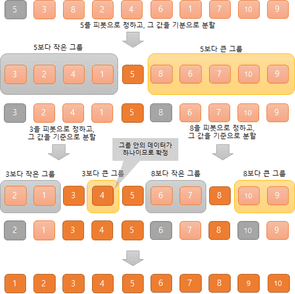 5 3 8 2 4 1 6 7 10 9
5를 피봇으로 정하고, 그 값을 기분으로 분할
5보다 작은 그룹
5보다 큰 그룹
3 2 4 1 5 8 6 7 10 9
3 2 4 1 5 8 6 7 10 9
3을 피봇으로 정하고,
그 값을 기준으로 분할
8을 피봇으로 정하고,
그 값을 기준으로 분할
그룹 안의 데이터가
하나이므로 확정
3보다 작은 그룹
3보다 큰 그룹
8보다 작은 그룹
8보다 큰 그룹
2 1 3 4 5 6 7 8 10 9
2 1 3 4 5 6 7 8 10 9
1 2 3 4 5 6 7 8 9 10